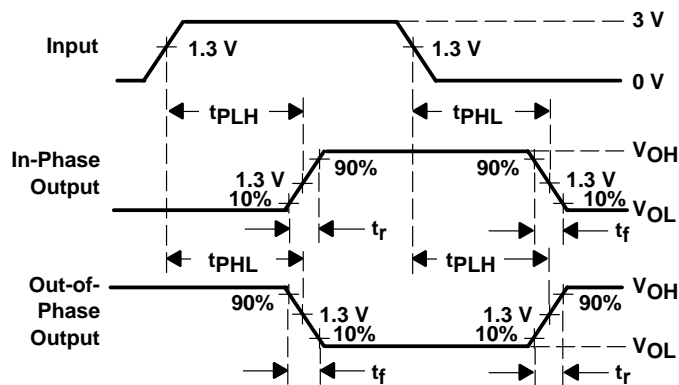 3 V
Input
1.3 V
1.3 V
0 V
tPLH
tPHL
In-Phase
Output
VOH
90%
90%
1.3 V
1.3 V
10%
10%
VOL
tr
tf
tPHL
tPLH
Out-of-
Phase
Output
VOH
90%
90%
1.3 V
1.3 V
10%
10%
VOL
tf
tr